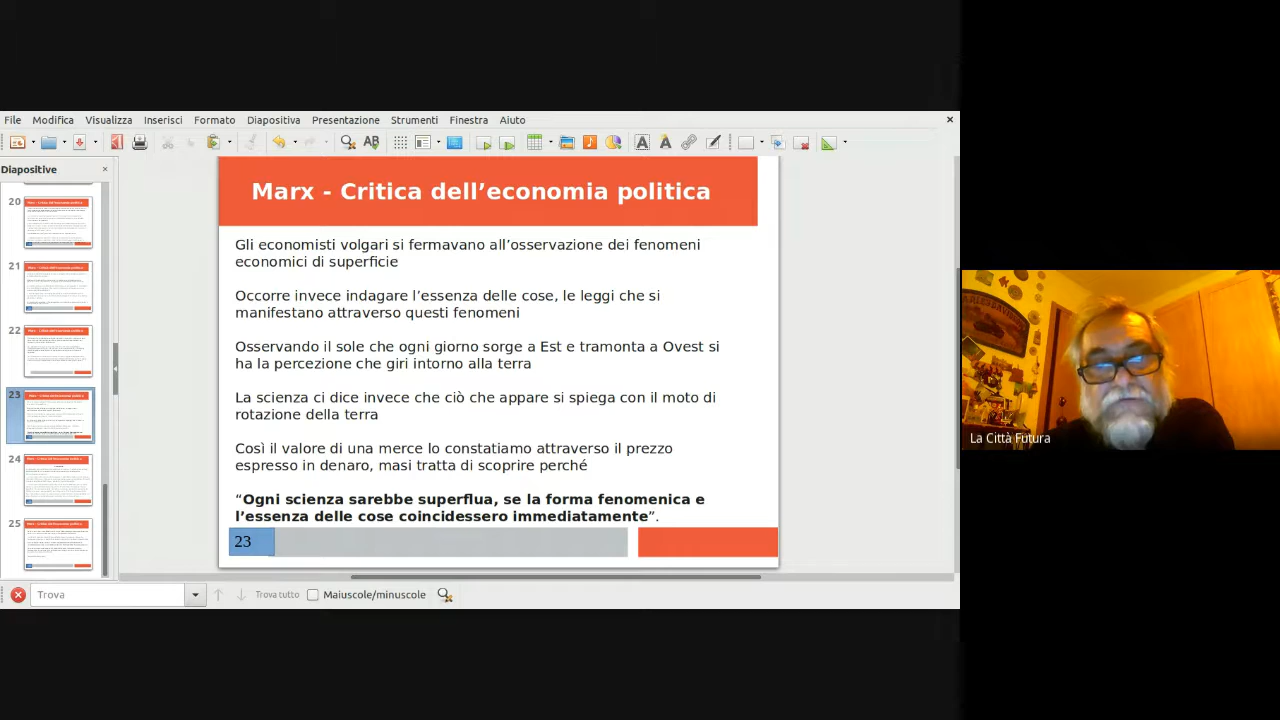 File Modifica Visualizza Inserisci Formato Diapositiva Presentazione Strumenti Finestra Aiuto
Diapositive
20
21
22
23
24
25
Marx - Critica dell’economia politica
Gli economisti volgari si fermavano all’osservazione dei fenomeni
economici di superficie
Occorre invece indagare l’essenza delle cose, le leggi che si
manifestano attraverso questi fenomeni
Osservando il sole che ogni giorno sorge a Est e tramonta a Ovest si
ha la percezione che giri intorno alla terra
La scienza ci dice invece che ciò che appare si spiega con il moto di
rotazione della terra
Così il valore di una merce lo constatiamo attraverso il prezzo
espresso in denaro, masi tratta di scoprire perché
“Ogni scienza sarebbe superflua, se la forma fenomenica e
l’essenza delle cose coincidessero immediatamente”.
23
Trova
Trova tutto
Maiuscole/minuscole
La Città Futura